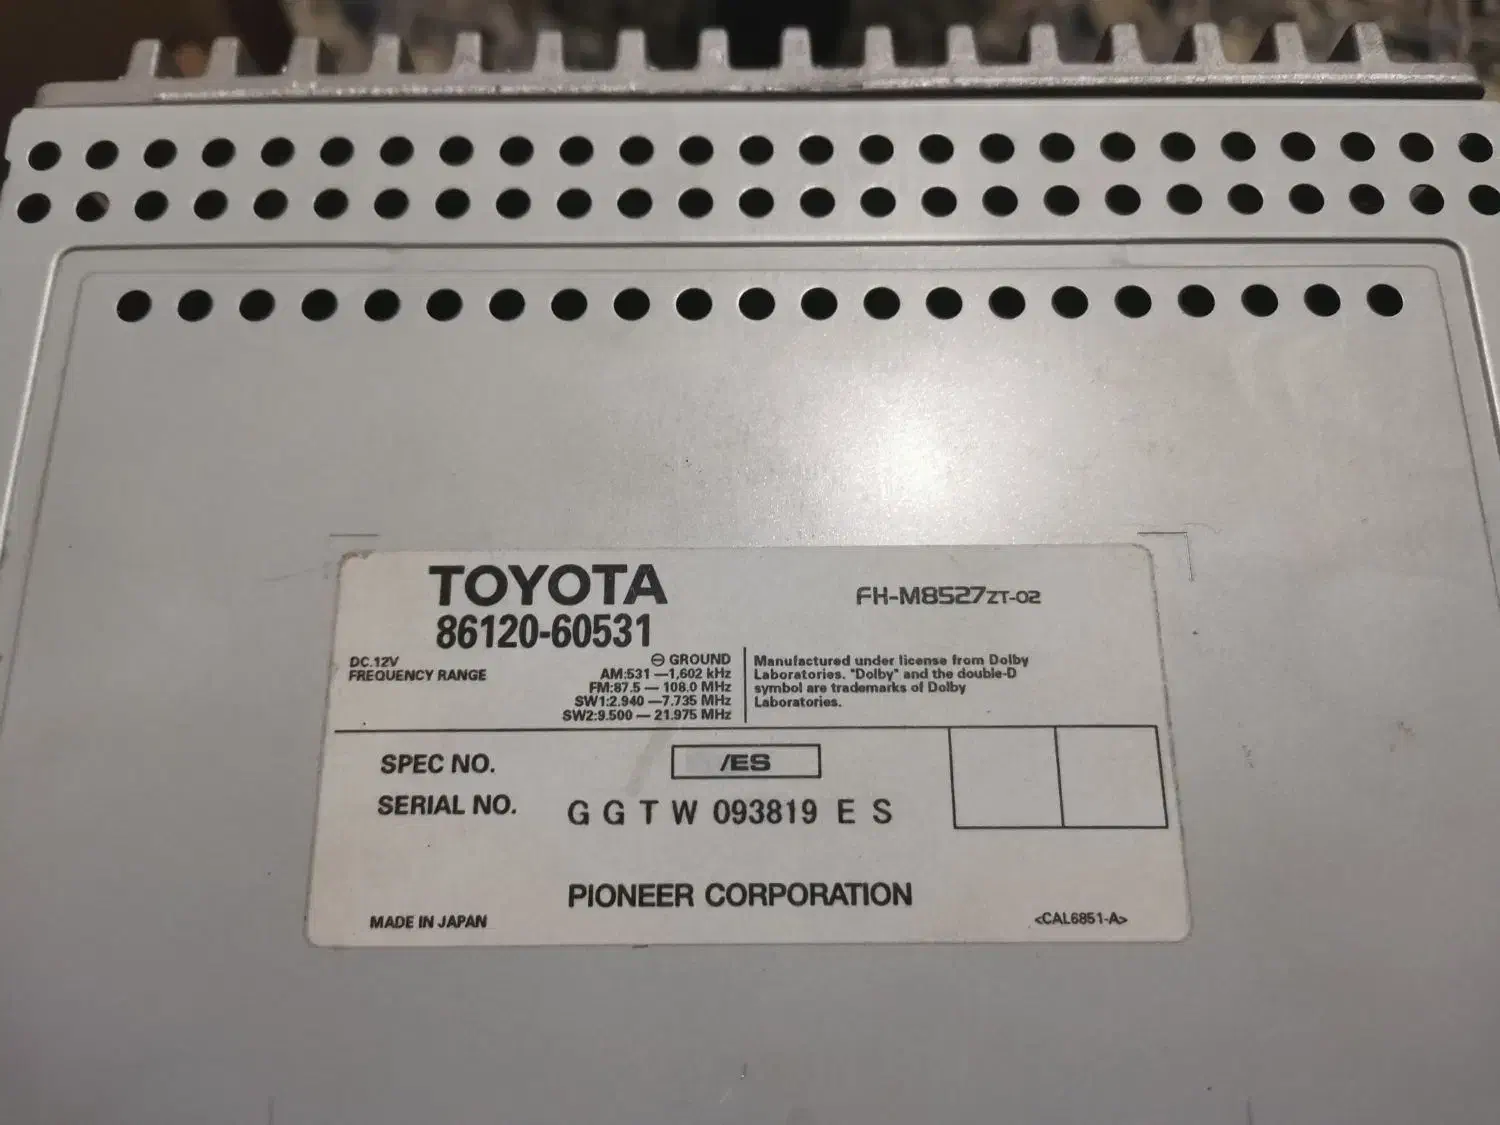 TOYOTA
86120-60531
FH-M8527ZT-02
DC.12V
FREQUENCY RANGE
⊖ GROUND
AM:531 —1,602 kHz
FM:87.5 — 108.0 MHz
SW1:2.940 —7.735 MHz
SW2:9.500 — 21.975 MHz
Manufactured under license from Dolby
Laboratories. "Dolby" and the double-D
symbol are trademarks of Dolby
Laboratories.
SPEC NO. /ES
SERIAL NO. G G T W 093819 E S
PIONEER CORPORATION
MADE IN JAPAN
<CAL6851-A>